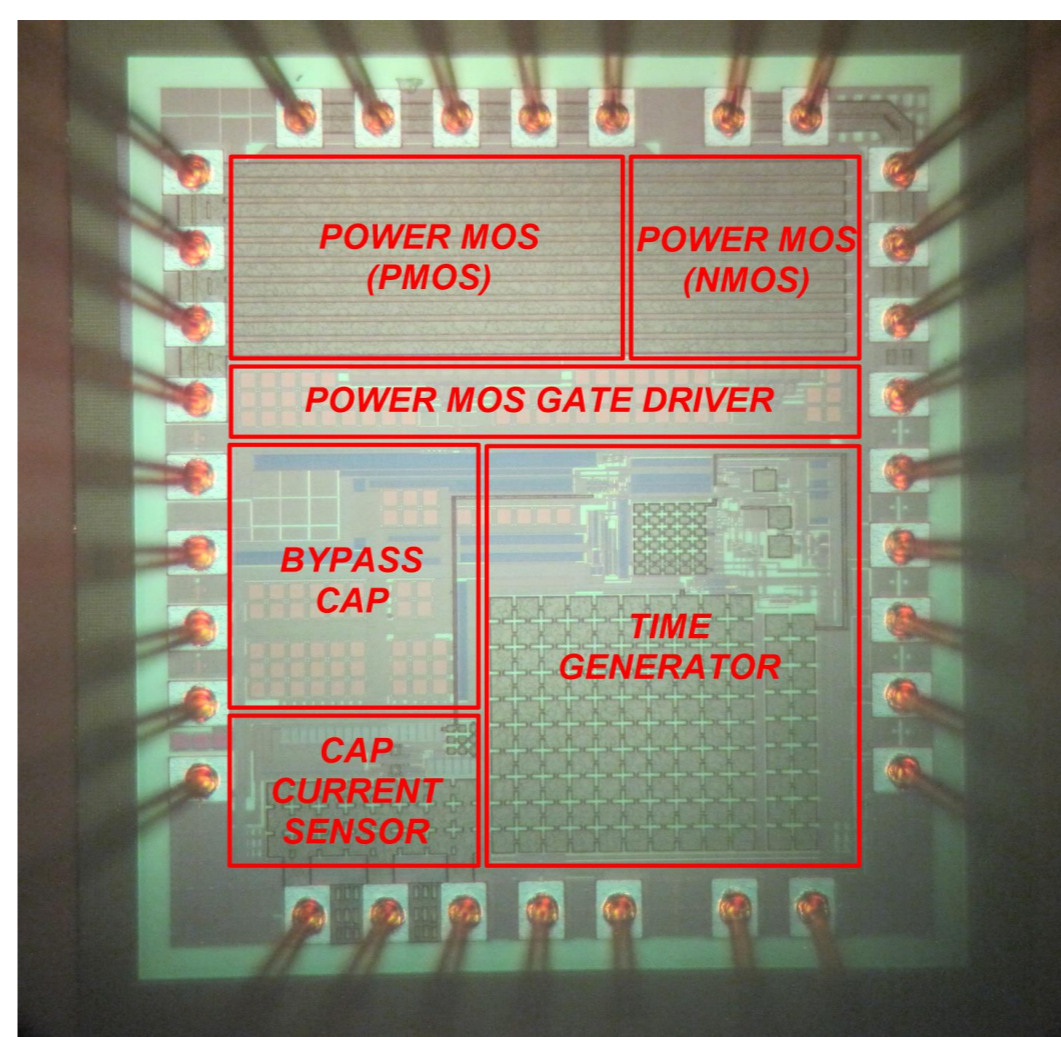 POWER MOS
(PMOS)
POWER MOS
(NMOS)
POWER MOS GATE DRIVER
BYPASS
CAP
TIME
GENERATOR
CAP
CURRENT
SENSOR